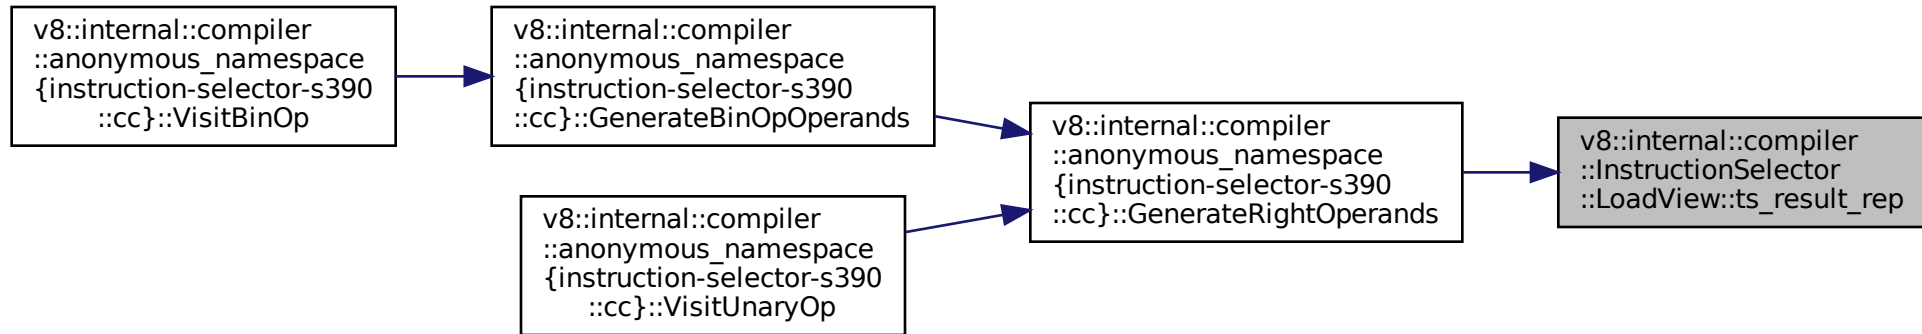 v8::internal::compiler
::anonymous_namespace
{instruction-selector-s390
::cc}::VisitBinOp
v8::internal::compiler
::anonymous_namespace
{instruction-selector-s390
::cc}::GenerateBinOpOperands
v8::internal::compiler
::anonymous_namespace
{instruction-selector-s390
::cc}::VisitUnaryOp
v8::internal::compiler
::anonymous_namespace
{instruction-selector-s390
::cc}::GenerateRightOperands
v8::internal::compiler
::InstructionSelector
::LoadView::ts_result_rep